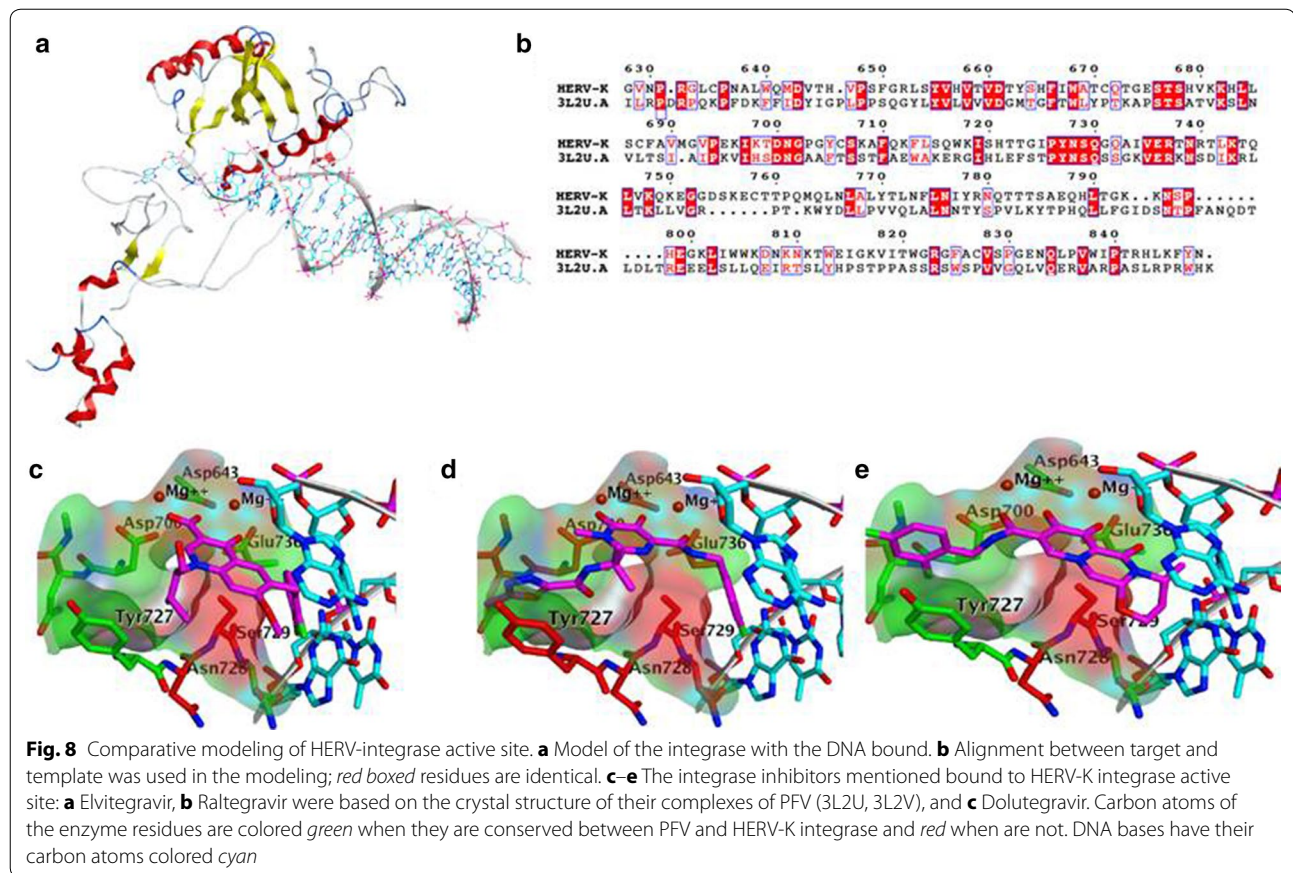 a
b
630 640 650 660 670 680
HERV-K GVNP.RGLCPNALWQMDVTHVPSFGRLSYVHVTVDTYSHFIWATCQTGESTSHVKKHLL
3L2U.A ILRPDRPQKPFDKFFIDYIGPLPPSQGYLYVLVVVDGMTGFTWLYPTKAPSTSATVKSLN
690 700 710 720 730 740
HERV-K SCFAVMGVPEKIKTDNGPGYCSKAFQKFLSQWKISHTTGIPYNSQGQAIVERTNRTLKTQ
3L2U.A VLTSI.AIPKVIHSDNGAAFTSSTFAEWAKERGIHLEFSTPYHPQSGSKVERKNSDIKRL
750 760 770 780 790
HERV-K LVKQKEGGDSKECTTPQMQLNLALYTLNFLNIYRNQTTTSAEQHLTGK..KNSP......
3L2U.A LTKLLVGR......PTKWYDLLPVVQLALNNTYSPVLKYTPHQLLFGIDSNTPFANQDT
800 810 820 830 840
HERV-K ....HEGKLIWWKDNKNKTWEIGKVITWGRGFACVSPGENQLPVWIPTRHLKFYN.
3L2U.A LDLTREEELSLLQEIRTSLYHPSTPPASSRSWSPVVGQLVQERVARPASLRPRWHK
c
Asp643
Mg++
Mg
Glu736
Tyr727
Ser729
Asn728
d
Asp643
Mg++
Mg+
Glu736
Tyr727
Ser729
Asn728
e
Asp643
Mg++
Mg
Asp700
Glu736
Tyr727
Asn728
Fig. 8 Comparative modeling of HERV-integrase active site. a Model of the integrase with the DNA bound. b Alignment between target and
template was used in the modeling; red boxed residues are identical. c–e The integrase inhibitors mentioned bound to HERV-K integrase active
site: a Elvitegravir, b Raltegravir were based on the crystal structure of their complexes of PFV (3L2U, 3L2V), and c Dolutegravir. Carbon atoms of
the enzyme residues are colored green when they are conserved between PFV and HERV-K integrase and red when are not. DNA bases have their
carbon atoms colored cyan